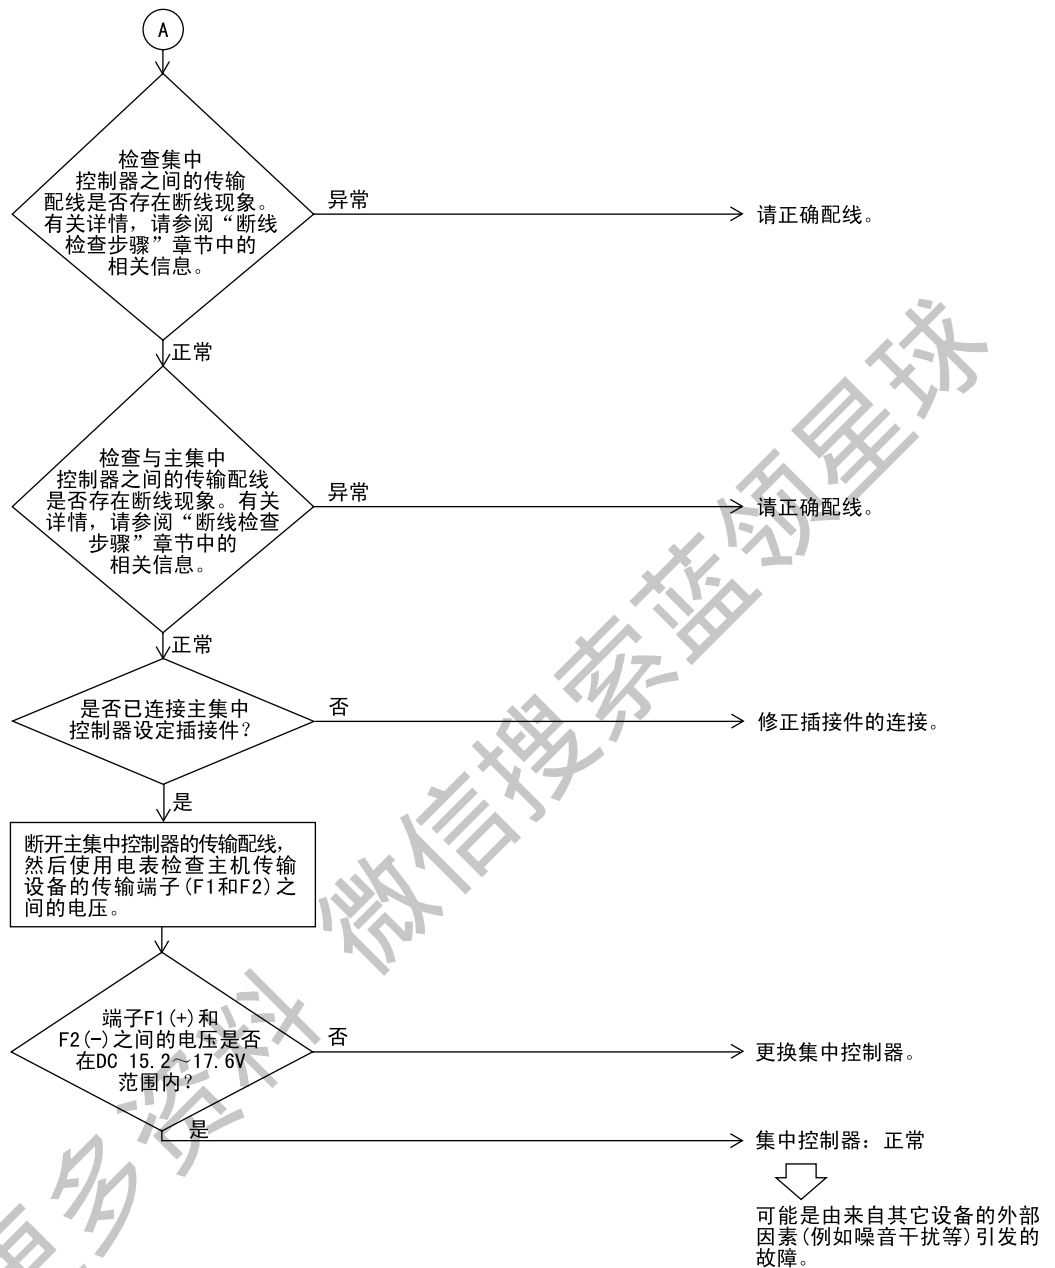 A
检查集中
控制器之间的传输
配线是否存在断线现象。
有关详情，请参阅“断线
检查步骤”章节中的
相关信息。
异常
请正确配线。
正常
检查与主集中
控制器之间的传输配线
是否存在断线现象。有关
详情，请参阅“断线检查
步骤”章节中的
相关信息。
异常
请正确配线。
正常
是否已连接主集中
控制器设定插接件?
否
修正插接件的连接。
是
断开主集中控制器的传输配线，
然后使用电表检查主机传输
设备的传输端子(F1和F2)之
间的电压。
端子F1(+)和
F2(-)之间的电压是否
在DC 15.2～17.6V
范围内?
否
更换集中控制器。
是
集中控制器：正常
可能是由来自其它设备的外部
因素(例如噪音干扰等)引发的
故障。
更多资料 微信搜索蓝领星球